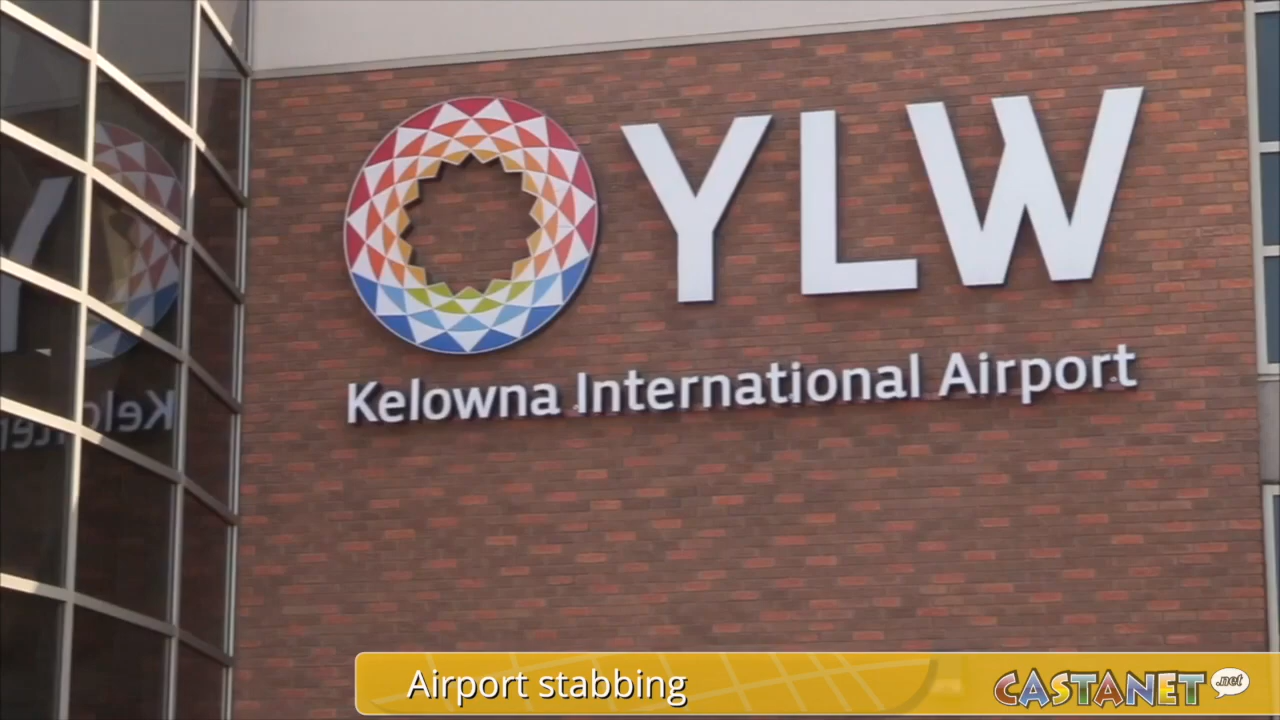 YLW
Kelowna International Airport
Airport stabbing
CASTANET .net